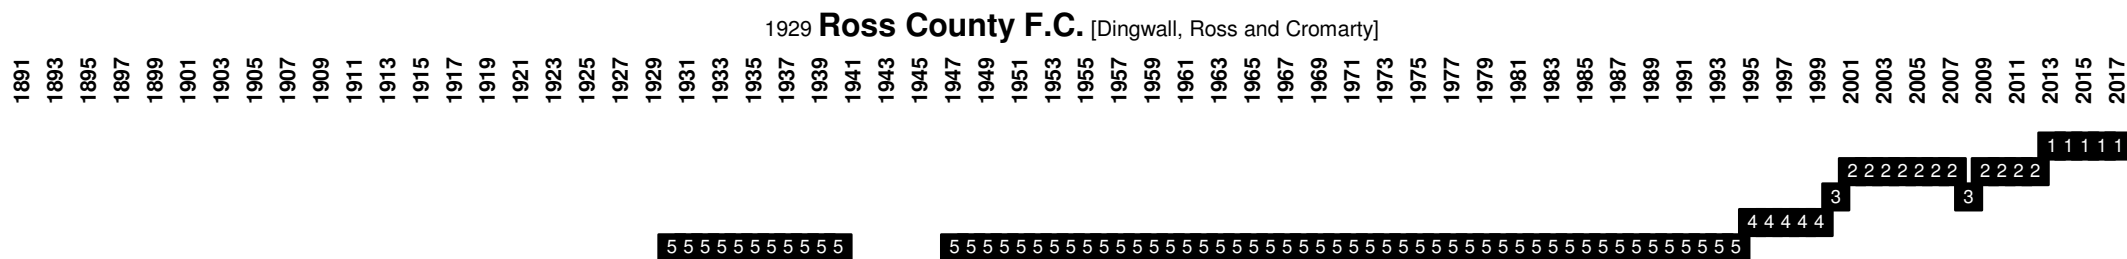 1929 Ross County F.C. [Dingwall, Ross and Cromarty]
1891 1893 1895 1897 1899 1901 1903 1905 1907 1909 1911 1913 1915 1917 1919 1921 1923 1925 1927 1929 1931 1933 1935 1937 1939 1941 1943 1945 1947 1949 1951 1953 1955 1957 1959 1961 1963 1965 1967 1969 1971 1973 1975 1977 1979 1981 1983 1985 1987 1989 1991 1993 1995 1997 1999 2001 2003 2005 2007 2009 2011 2013 2015 2017
1 1 1 1 1
2 2 2 2 2 2 2 2 2 2 2
3 3
4 4 4 4 4
5 5 5 5 5 5 5 5 5 5 5 5 5 5 5 5 5 5 5 5 5 5 5 5 5 5 5 5 5 5 5 5 5 5 5 5 5 5 5 5 5 5 5 5 5 5 5 5 5 5 5 5 5 5 5 5 5 5 5